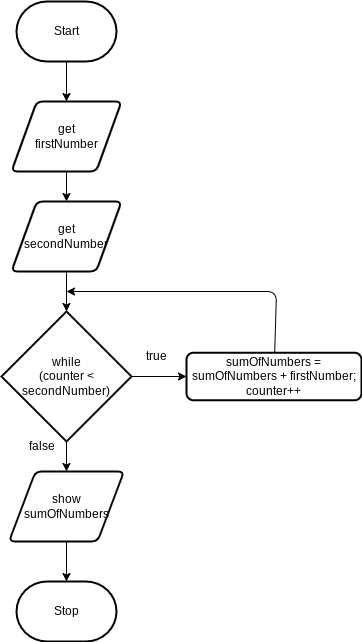 Start
get
firstNumber
get
secondNumber
while
(counter <
secondNumber)
true
sumOfNumbers =
sumOfNumbers + firstNumber;
counter++
false
show
sumOfNumbers
Stop